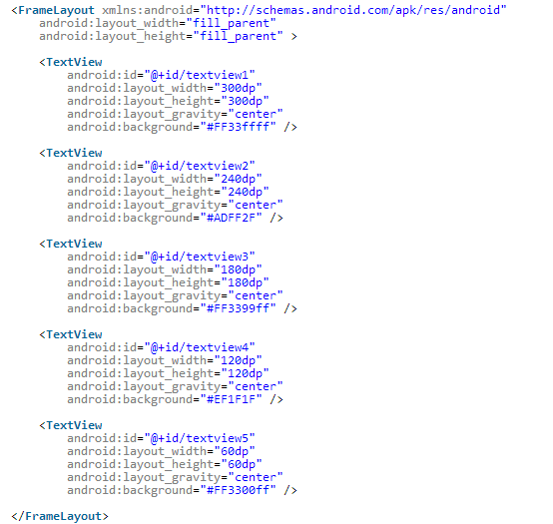 <FrameLayout xmlns:android="http://schemas.android.com/apk/res/android"
    android:layout_width="fill_parent"
    android:layout_height="fill_parent" >

    <TextView
        android:id="@+id/textview1"
        android:layout_width="300dp"
        android:layout_height="300dp"
        android:layout_gravity="center"
        android:background="#FF33ffff" />

    <TextView
        android:id="@+id/textview2"
        android:layout_width="240dp"
        android:layout_height="240dp"
        android:layout_gravity="center"
        android:background="#ADFF2F" />

    <TextView
        android:id="@+id/textview3"
        android:layout_width="180dp"
        android:layout_height="180dp"
        android:layout_gravity="center"
        android:background="#FF3399ff" />

    <TextView
        android:id="@+id/textview4"
        android:layout_width="120dp"
        android:layout_height="120dp"
        android:layout_gravity="center"
        android:background="#EF1F1F" />

    <TextView
        android:id="@+id/textview5"
        android:layout_width="60dp"
        android:layout_height="60dp"
        android:layout_gravity="center"
        android:background="#FF3300ff" />

</FrameLayout>